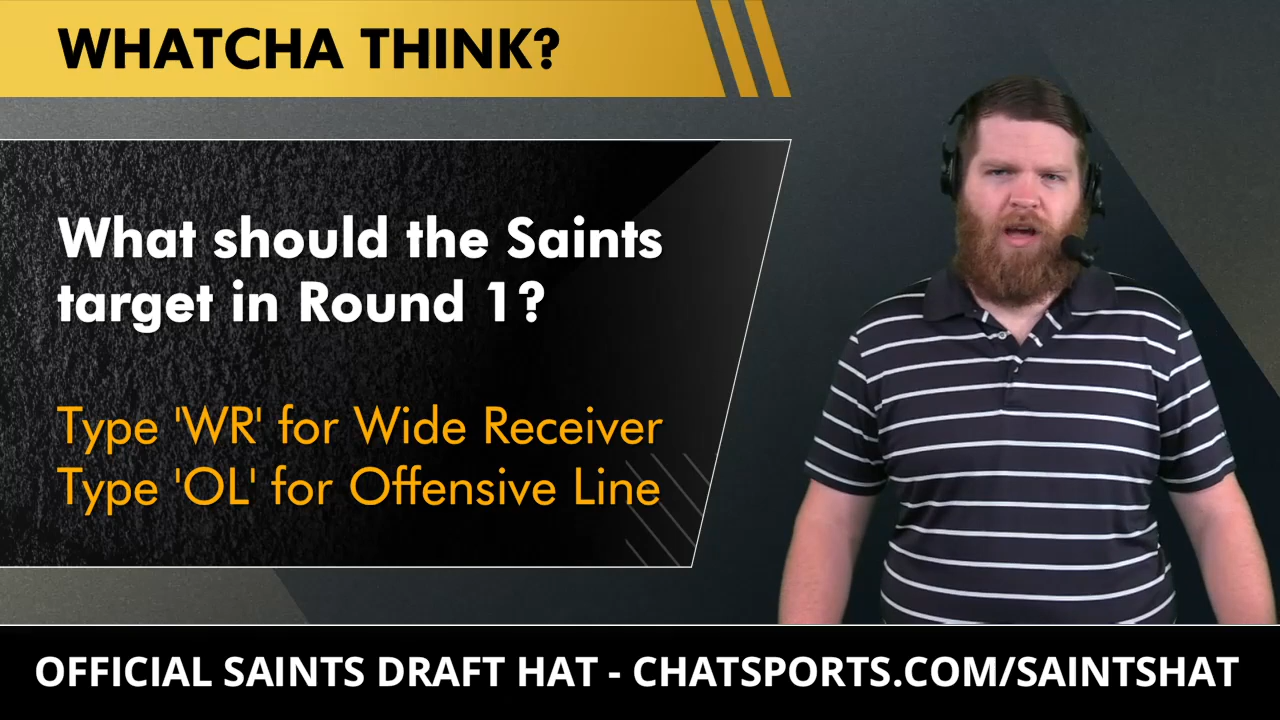 WHATCHA THINK?
What should the Saints
target in Round 1?
Type 'WR' for Wide Receiver
Type 'OL' for Offensive Line
OFFICIAL SAINTS DRAFT HAT - CHATSPORTS.COM/SAINTSHAT